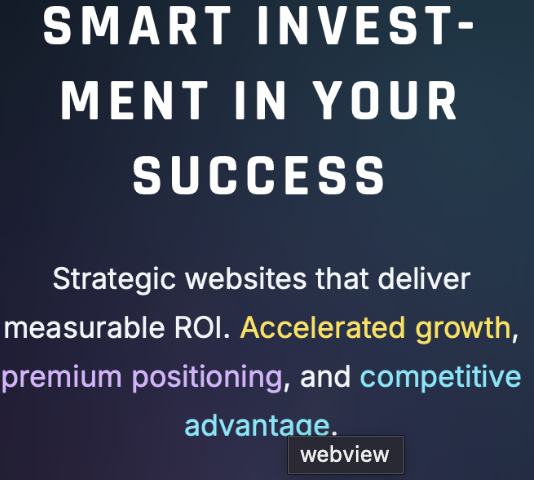 SMART INVEST-
MENT IN YOUR
SUCCESS
Strategic websites that deliver
measurable ROI. Accelerated growth,
premium positioning, and competitive
advantage.
webview